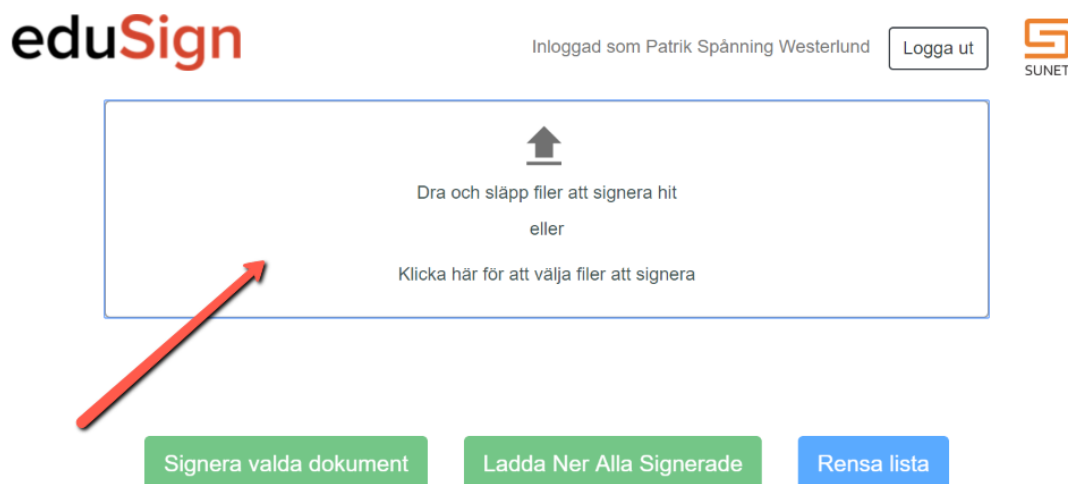 eduSign
Inloggad som Patrik Spånning Westerlund
Logga ut
SUNET
Dra och släpp filer att signera hit
eller
Klicka här för att välja filer att signera
Signera valda dokument
Ladda Ner Alla Signerade
Rensa lista